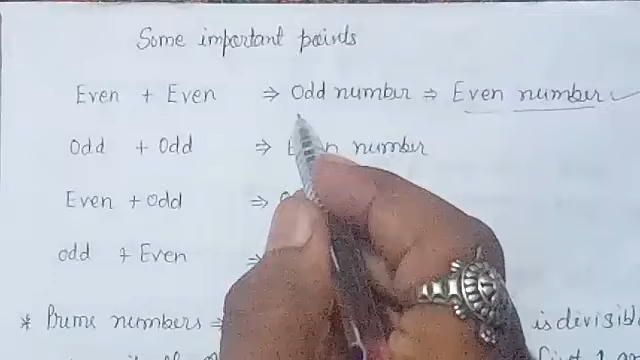 Some important points
Even + Even ⇒ Odd number ⇒ Even number
Odd + Odd ⇒ number
Even + Odd ⇒
odd + Even
* Prime numbers ⇒ is divisible